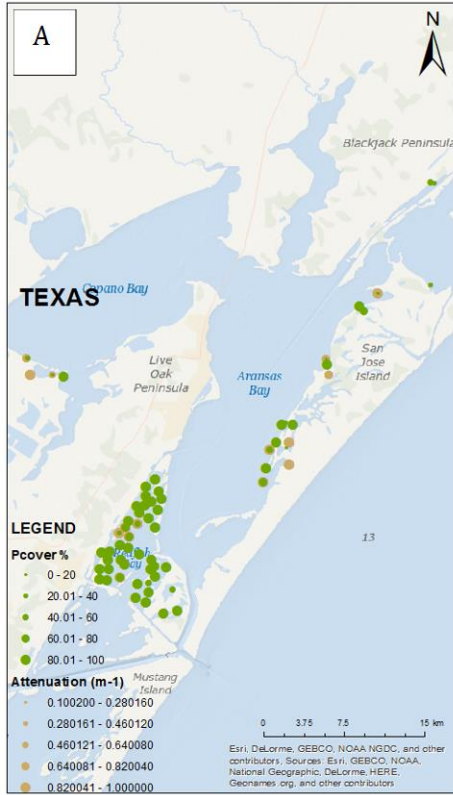 A
N
Blackjack Peninsula
Copano Bay
TEXAS
Live
Oak
Peninsula
Aransas
Bay
San
Jose
Island
LEGEND
Pcover %
0 - 20
20.01 - 40
40.01 - 60
60.01 - 80
80.01 - 100
Attenuation (m-1)
0.100200 - 0.280160
0.280161 - 0.460120
0.460121 - 0.640080
0.640081 - 0.820040
0.820041 - 1.000000
Bay
13
Mustang
Island
0 3.75 7.5 15 km
Esri, DeLorme, GEBCO, NOAA NGDC, and other
contributors, Sources: Esri, GEBCO, NOAA,
National Geographic, DeLorme, HERE,
Geonames.org, and other contributors